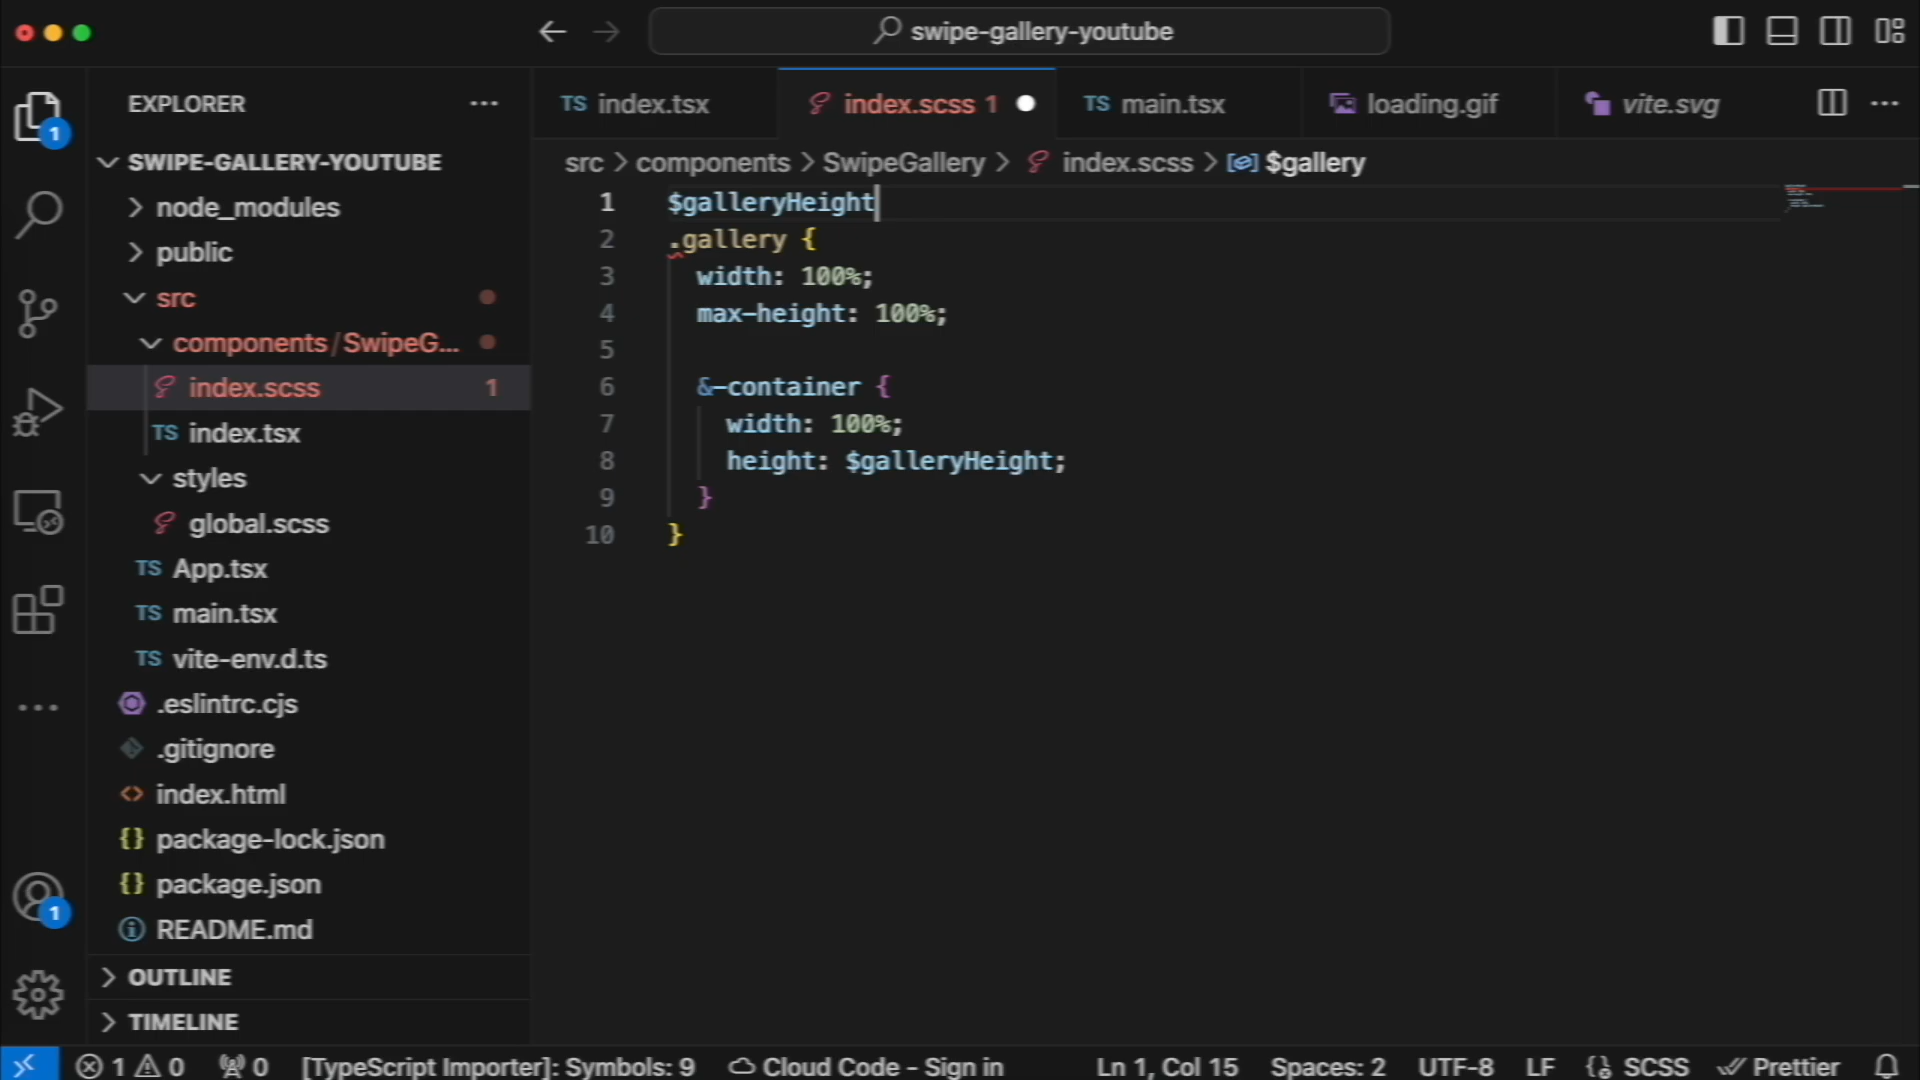 swipe-gallery-youtube
EXPLORER
TS index.tsx
index.scss 1
TS main.tsx
loading.gif
vite.svg
SWIPE-GALLERY-YOUTUBE
node_modules
public
src
components/SwipeG...
index.scss 1
TS index.tsx
styles
global.scss
TS App.tsx
TS main.tsx
TS vite-env.d.ts
.eslintrc.cjs
.gitignore
<> index.html
{} package-lock.json
{} package.json
README.md
OUTLINE
TIMELINE
1
1
src > components > SwipeGallery > index.scss > $gallery
1 $galleryHeight
2 .gallery {
3 width: 100%;
4 max-height: 100%;
5
6 &-container {
7 width: 100%;
8 height: $galleryHeight;
9 }
10 }
1 0 0 [TypeScript Importer]: Symbols: 9 Cloud Code - Sign in Ln 1, Col 15 Spaces: 2 UTF-8 LF {} SCSS Prettier